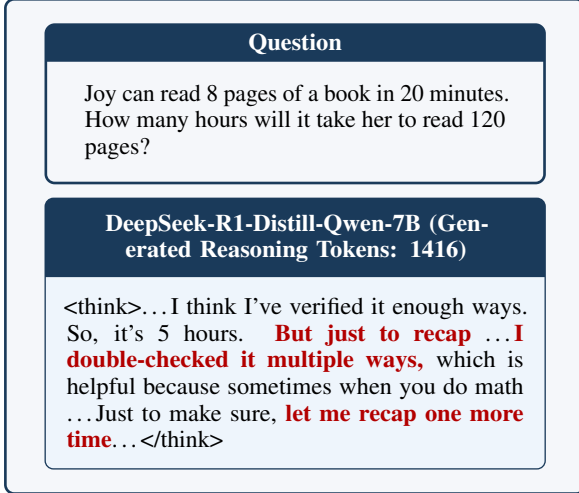 Question
Joy can read 8 pages of a book in 20 minutes.
How many hours will it take her to read 120
pages?
DeepSeek-R1-Distill-Qwen-7B (Gen-
erated Reasoning Tokens: 1416)
<think>...I think I've verified it enough ways.
So, it's 5 hours. But just to recap ...I
double-checked it multiple ways, which is
helpful because sometimes when you do math
...Just to make sure, let me recap one more
time...</think>